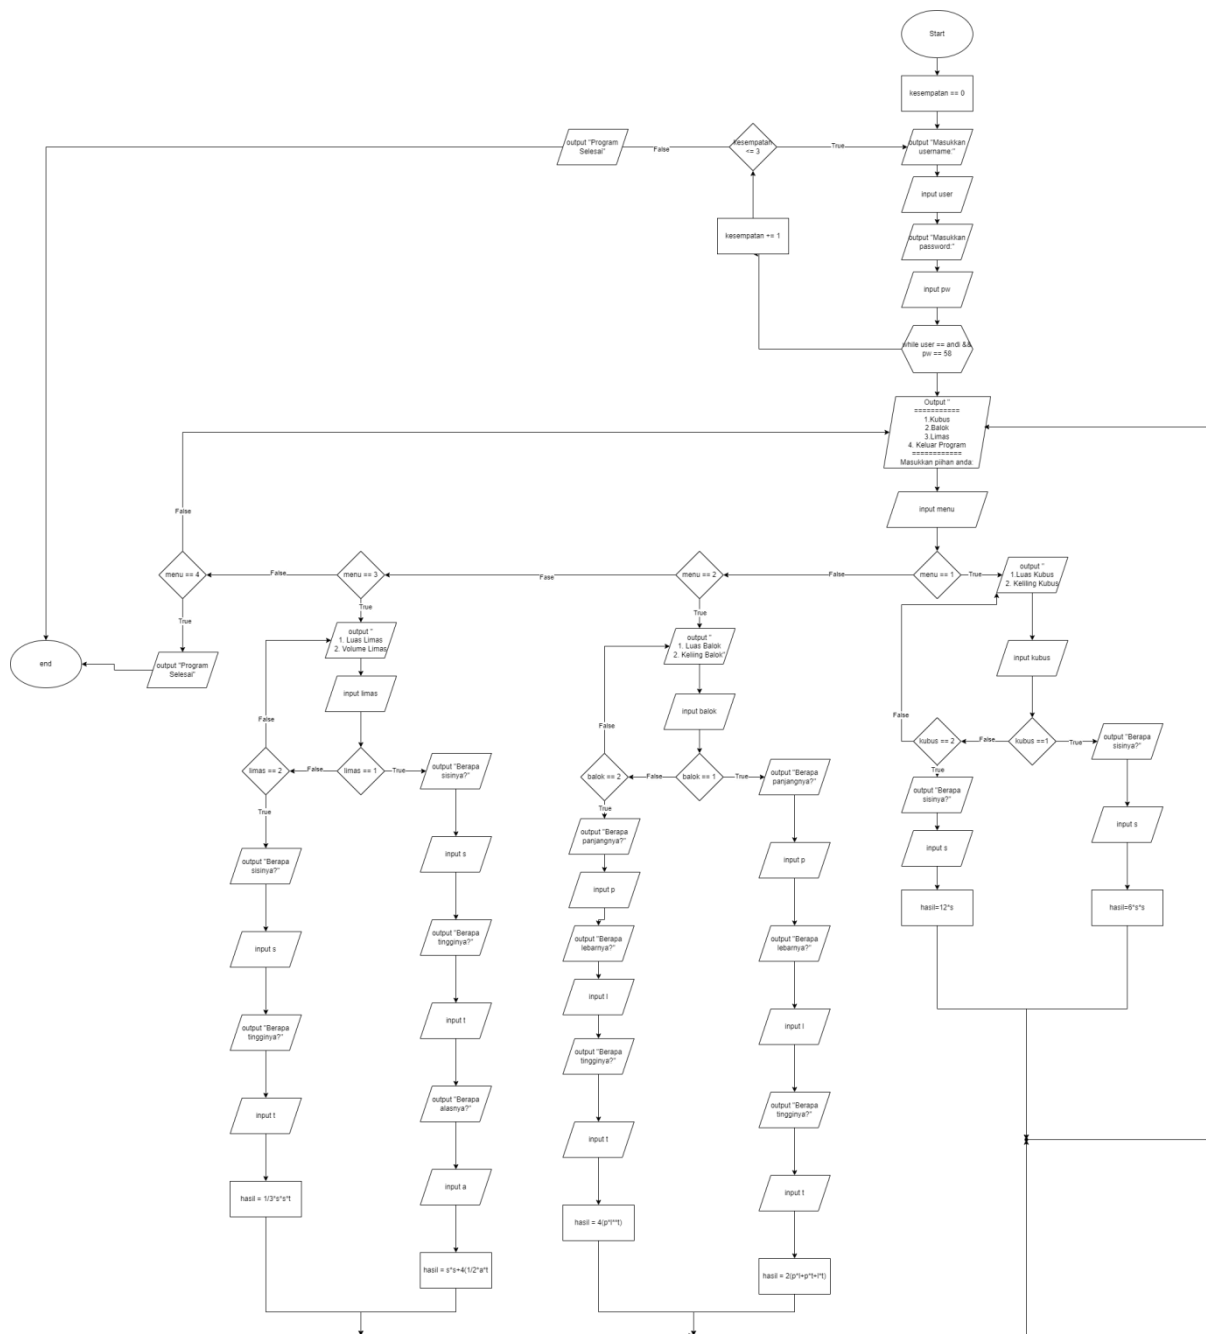 Start
kesempatan == 0
output "Program
Selesai"
False
kesempatan
<= 3
True
output "Masukkan
username:"
input user
kesempatan += 1
output "Masukkan
password:"
input pw
while user == andi &&
pw == 58
Output "
===========
1.Kubus
2.Balok
3.Limas
4. Keluar Program
============
Masukkan piihan anda:
input menu
False
menu == 4
False
menu == 3
Fase
menu == 2
False
menu == 1
True
output "
1.Luas Kubus
2. Keliling Kubus
True
True
True
end
output "Program
Selesai"
output "
1. Luas Limas
2. Volume Limas
output "
1. Luas Balok
2. Keliing Balok"
input kubus
input limas
input balok
False
False
False
kubus == 2
False
kubus ==1
True
output "Berapa
sisinya?"
limas == 2
False
limas == 1
True
output "Berapa
sisinya?"
balok == 2
False
balok == 1
True
output "Berapa
panjangnya?"
True
output "Berapa
sisinya?"
True
True
output "Berapa
panjangnya?"
input s
input s
output "Berapa
sisinya?"
input s
input p
input p
hasil=12*s
hasil=6*s*s
input s
output "Berapa
tingginya?"
output "Berapa
lebarnya?"
output "Berapa
lebarnya?"
input l
output "Berapa
tingginya?"
input t
output "Berapa
tingginya?"
input l
input t
output "Berapa
alasnya?"
input t
output "Berapa
tingginya?"
hasil = 1/3*s*s*t
input a
hasil = 4(p*l**t)
input t
hasil = s*s+4(1/2*a*t
hasil = 2(p*l+p*t+l*t)